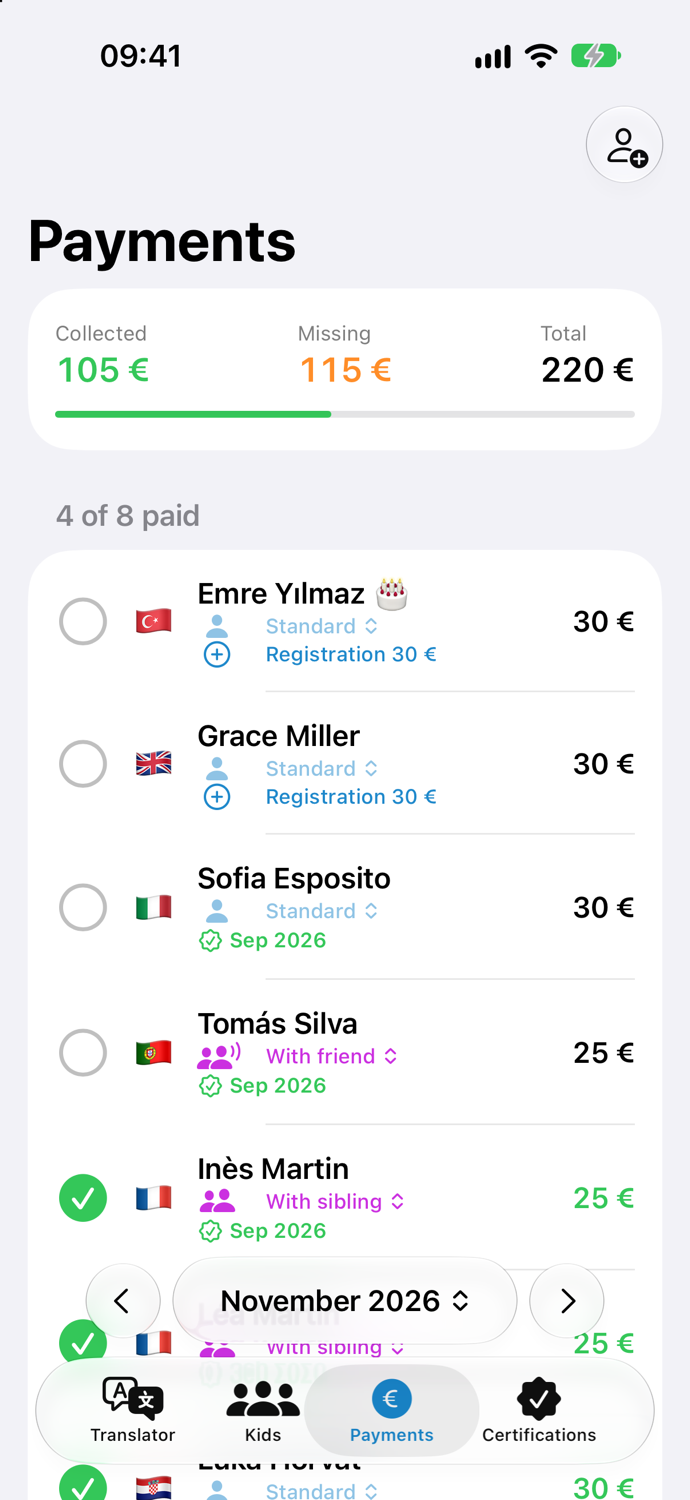 09:41
Payments
Collected
Missing
Total
105 €
115 €
220 €
4 of 8 paid
Emre Yılmaz 🎂
Standard
Registration 30 €
30 €
Grace Miller
Standard
Registration 30 €
30 €
Sofia Esposito
Standard
Sep 2026
30 €
Tomás Silva
With friend
Sep 2026
25 €
Inès Martin
With sibling
Sep 2026
25 €
November 2026
Martin
With sibling
25 €
Translator
Kids
Payments
Certifications
Standard
30 €